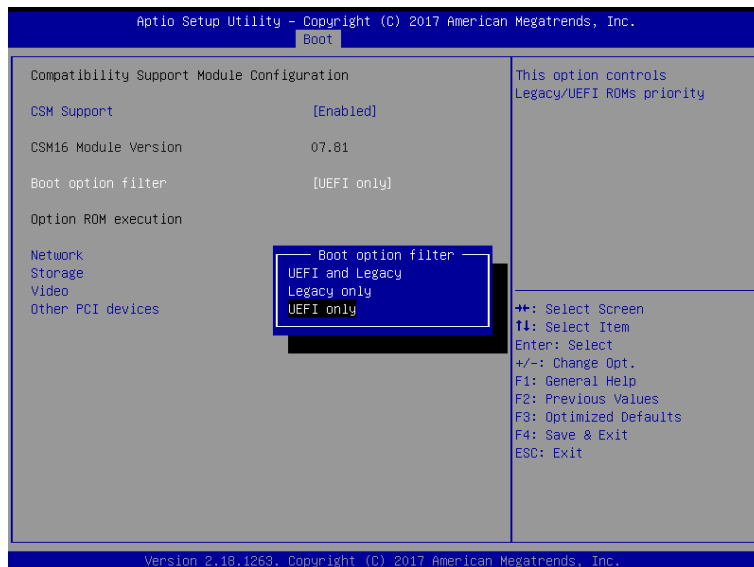 Aptio Setup Utility – Copyright (C) 2017 American Megatrends, Inc.
Boot
Compatibility Support Module Configuration
CSM Support [Enabled]
CSM16 Module Version 07.81
Boot option filter [UEFI only]
Option ROM execution
Network
Storage
Video
Other PCI devices
Boot option filter
UEFI and Legacy
Legacy only
UEFI only
This option controls
Legacy/UEFI ROMs priority
→←: Select Screen
↑↓: Select Item
Enter: Select
+/-: Change Opt.
F1: General Help
F2: Previous Values
F3: Optimized Defaults
F4: Save & Exit
ESC: Exit
Version 2.18.1263. Copyright (C) 2017 American Megatrends, Inc.